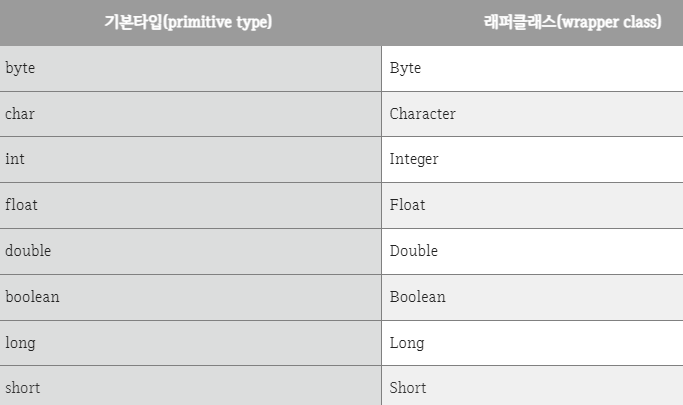 기본타입(primitive type) 래퍼클래스(wrapper class)
byte Byte
char Character
int Integer
float Float
double Double
boolean Boolean
long Long
short Short